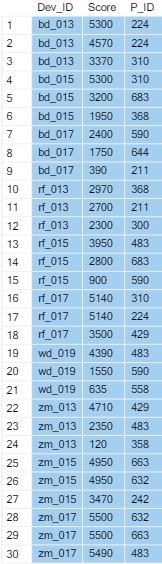 Dev_ID Score P_ID
1 bd_013 5300 224
2 bd_013 4570 224
3 bd_013 3370 310
4 bd_015 5300 310
5 bd_015 3200 683
6 bd_015 1950 368
7 bd_017 2400 590
8 bd_017 1750 644
9 bd_017 390 211
10 rf_013 2970 368
11 rf_013 2700 211
12 rf_013 2300 300
13 rf_015 3950 483
14 rf_015 2800 683
15 rf_015 900 590
16 rf_017 5140 310
17 rf_017 5140 224
18 rf_017 3500 429
19 wd_019 4390 483
20 wd_019 1550 590
21 wd_019 635 558
22 zm_013 4710 429
23 zm_013 2350 483
24 zm_013 120 358
25 zm_015 4950 663
26 zm_015 4950 632
27 zm_015 3470 242
28 zm_017 5500 632
29 zm_017 5500 663
30 zm_017 5490 483